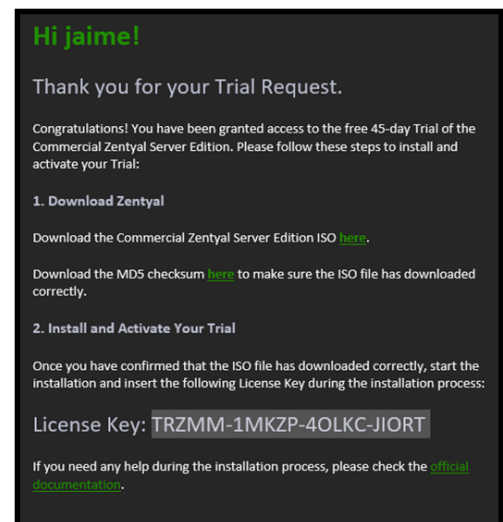 Hi jaime!
Thank you for your Trial Request.
Congratulations! You have been granted access to the free 45-day Trial of the
Commercial Zentyal Server Edition. Please follow these steps to install and
activate your Trial:
1. Download Zentyal
Download the Commercial Zentyal Server Edition ISO here.
Download the MD5 checksum here to make sure the ISO file has downloaded
correctly.
2. Install and Activate Your Trial
Once you have confirmed that the ISO file has downloaded correctly, start the
installation and insert the following License Key during the installation process:
License Key: TRZMM-1MKZP-4OLKC-JIORT
If you need any help during the installation process, please check the official
documentation.